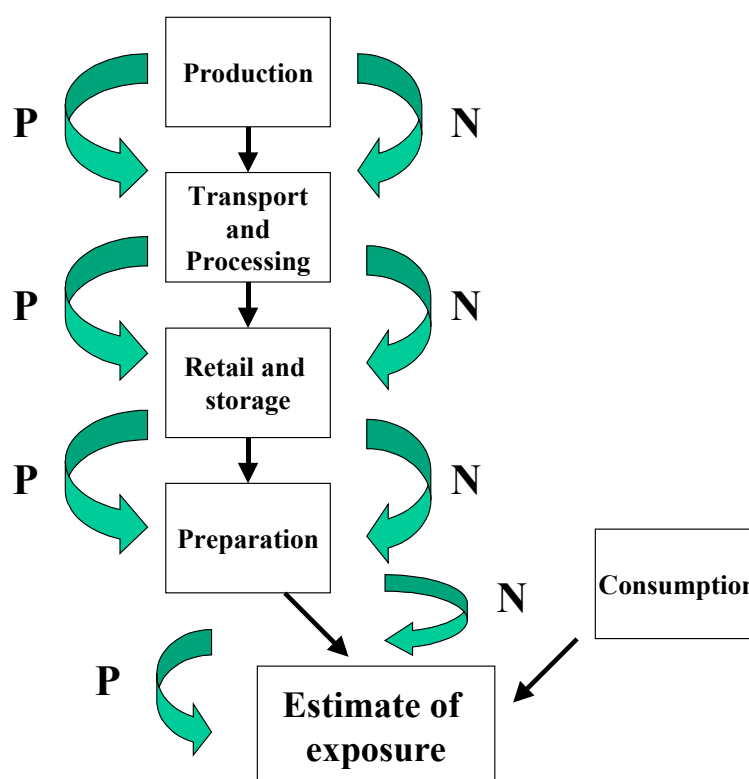 Production
P
N
Transport
and
Processing
P
N
Retail and
storage
P
N
Preparation
Consumption
N
P
Estimate of
exposure